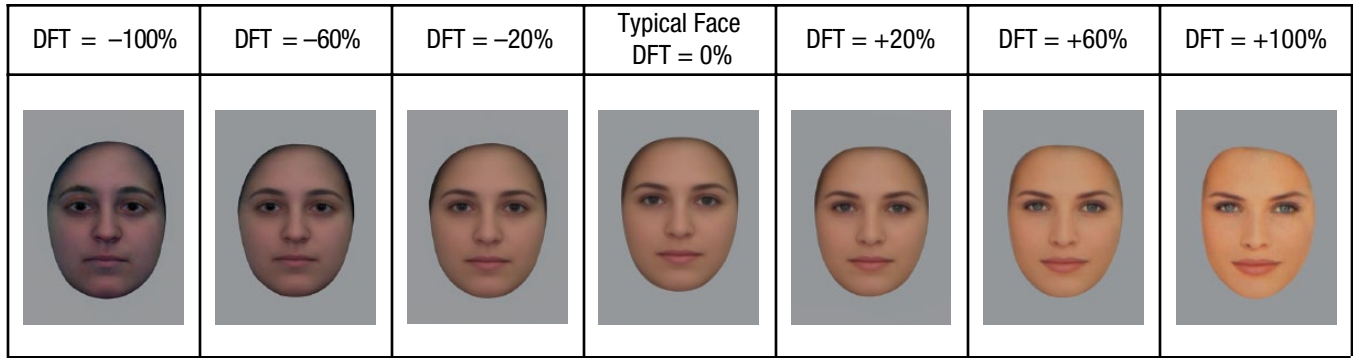 DFT = –100%
DFT = –60%
DFT = –20%
Typical Face
DFT = 0%
DFT = +20%
DFT = +60%
DFT = +100%